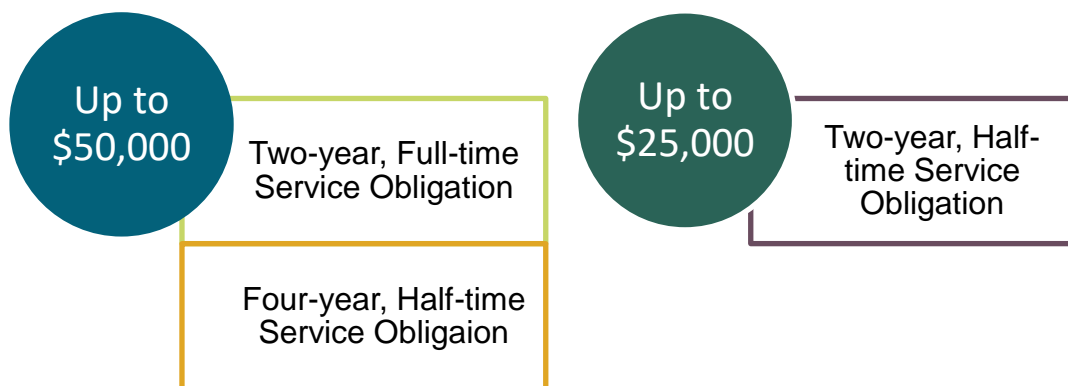 Up to
$50,000
Two-year, Full-time
Service Obligation
Four-year, Half-time
Service Obligaion
Up to
$25,000
Two-year, Half-
time Service
Obligation